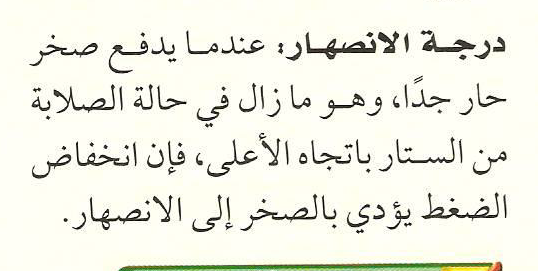 درجة الانصهار: عندما يدفع صخر
حار جدًا، وهو ما زال في حالة الصلابة
من الستار باتجاه الأعلى، فإن انخفاض
الضغط يؤدي بالصخر إلى الانصهار.